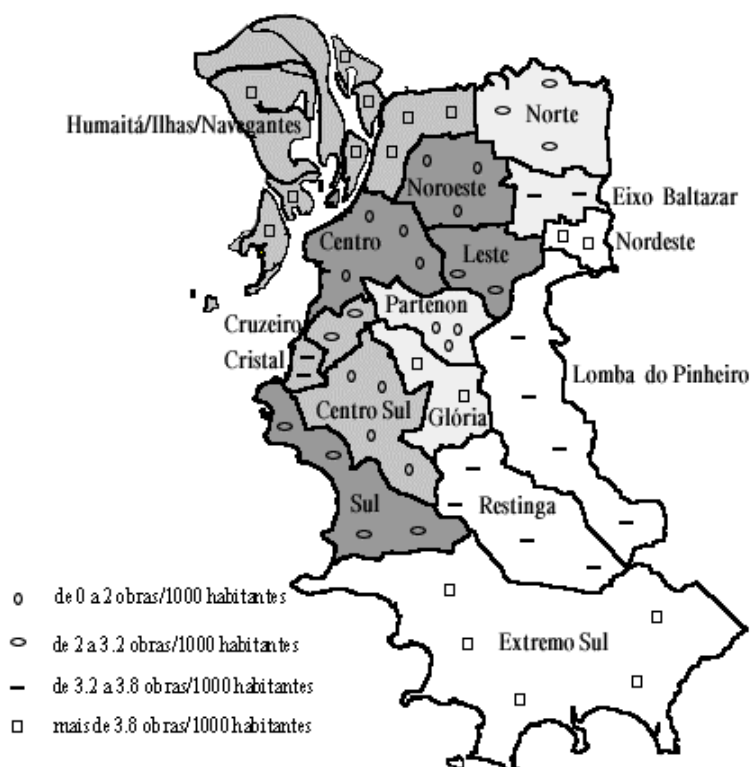 Humaitá/Ilhas/Navegantes
Norte
Noroeste
Eixo Baltazar
Centro
Leste
Nordeste
Partenon
Cruzeiro
Cristal
Lomba do Pinheiro
Centro Sul
Glória
Sul
Restinga
Extremo Sul
de 0 a 2 obras/1000 habitantes
de 2 a 3.2 obras/1000 habitantes
de 3.2 a 3.8 obras/1000 habitantes
mais de 3.8 obras/1000 habitantes